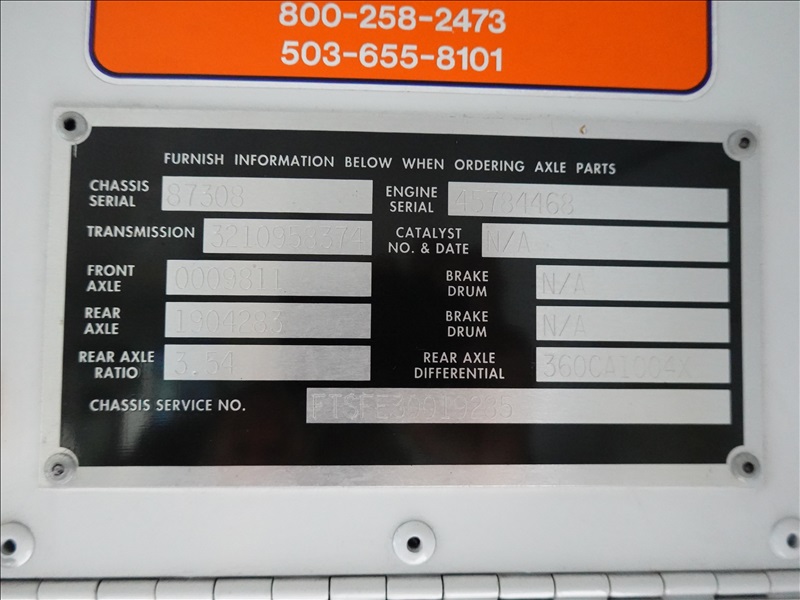 800-258-2473
503-655-8101
FURNISH INFORMATION BELOW WHEN ORDERING AXLE PARTS
CHASSIS SERIAL 87308
ENGINE SERIAL 45784468
TRANSMISSION 3210953374
CATALYST NO. & DATE N/A
FRONT AXLE 0009811
BRAKE DRUM N/A
REAR AXLE 1904283
BRAKE DRUM N/A
REAR AXLE RATIO 3.54
REAR AXLE DIFFERENTIAL 360CA1004X
CHASSIS SERVICE NO.